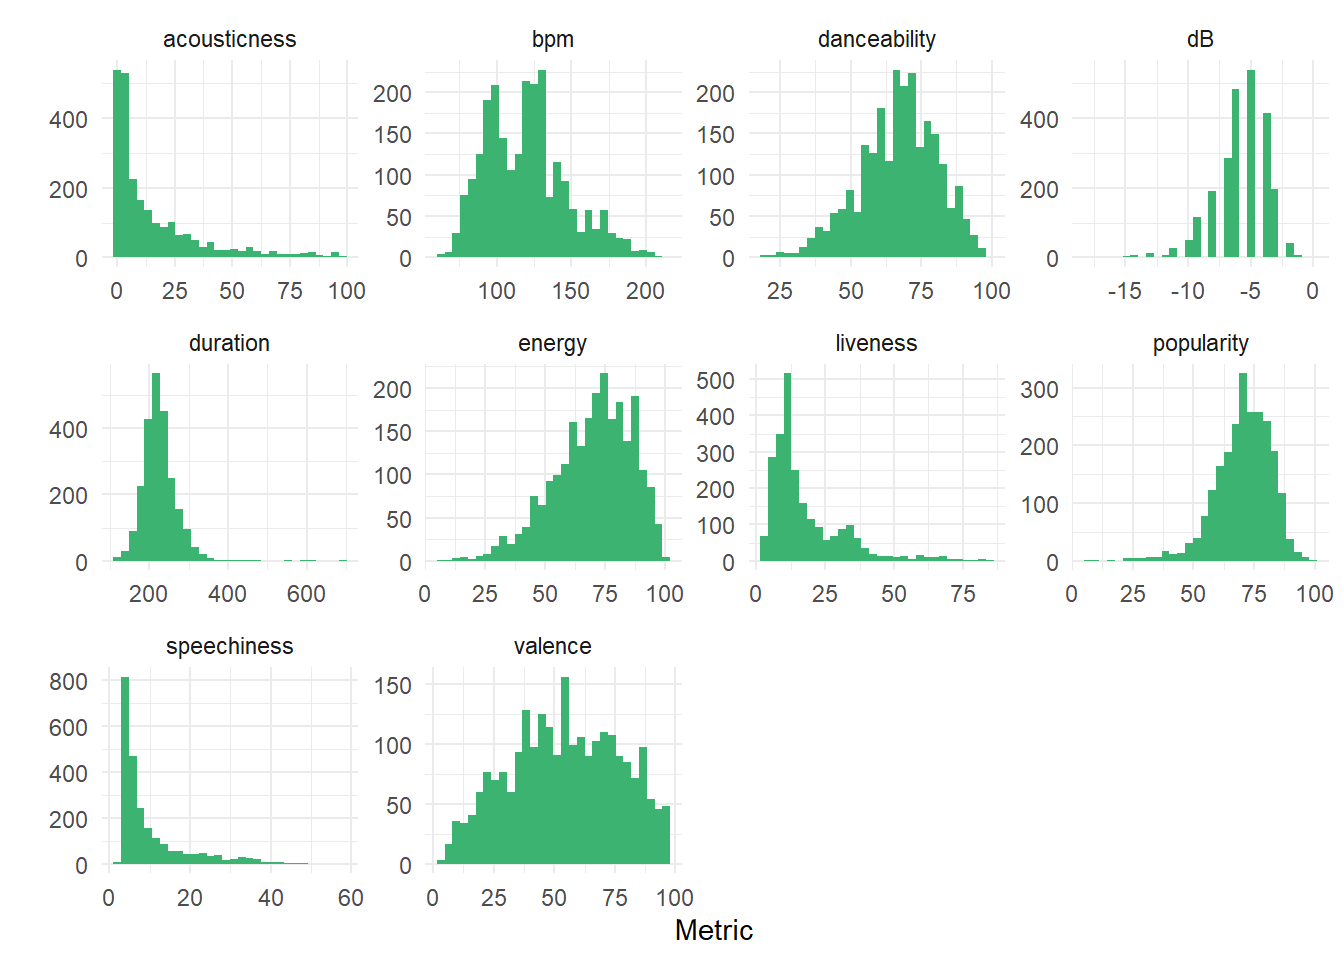 acousticness bpm danceability dB
400 200 0
0 25 50 75 100
200 150 100 50 0
100 150 200
200 150 100 50 0
25 50 75 100
400 200 0
-15 -10 -5 0
duration energy liveness popularity
400 200 0
200 400 600
200 150 100 50 0
0 25 50 75 100
500 400 300 200 100 0
0 25 50 75
300 200 100 0
0 25 50 75 100
speechiness valence
800 600 400 200 0
0 20 40 60
150 100 50 0
0 25 50 75 100
Metric